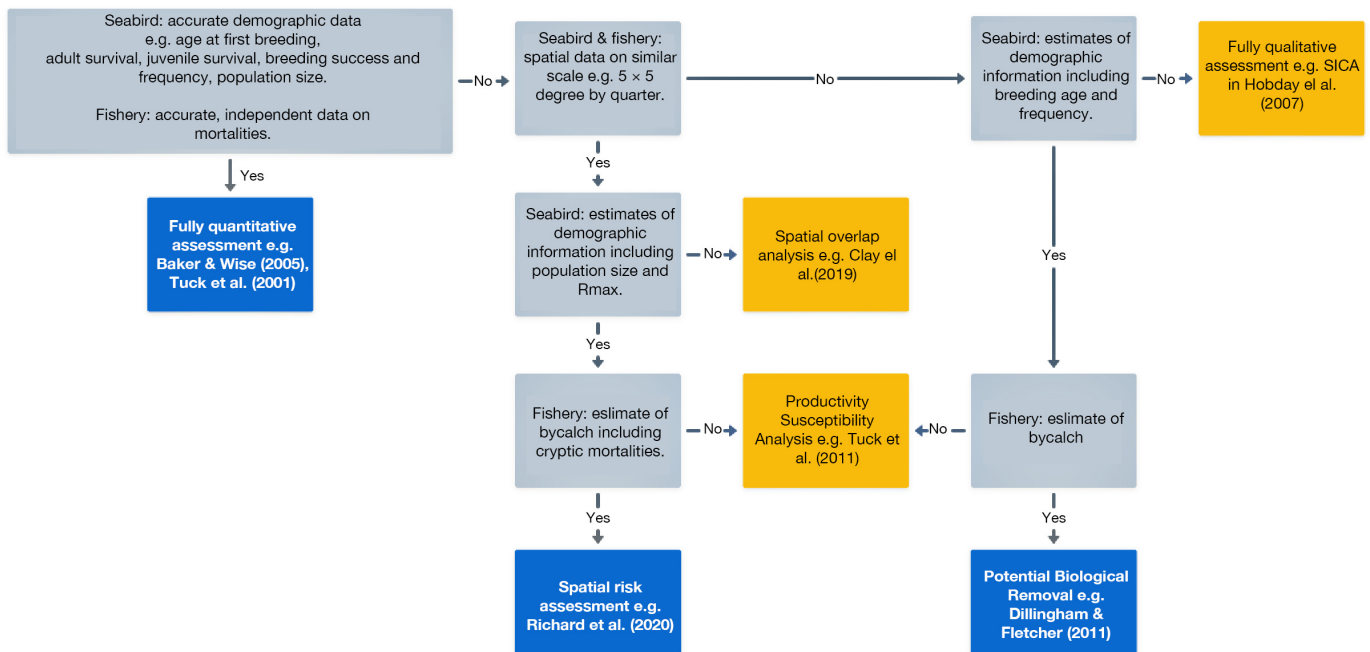 Seabird: accurate demographic data
e.g. age at first breeding,
adult survival, juvenile survival, breeding success and
frequency, population size.
Fishery: accurate, independent data on
mortalities.
No
Seabird & fishery:
spatial data on similar
scale e.g. 5 × 5
degree by quarter.
No
Seabird: estimates of
demographic
information including
breeding age and
frequency.
No
Fully qualitative
assessment e.g. SICA
in Hobday el al.
(2007)
Yes
Yes
Yes
Fully quantitative
assessment e.g.
Baker & Wise (2005),
Tuck et al. (2001)
Seabird: estimates of
demographic
information including
population size and
Rmax.
No
Spatial overlap
analysis e.g. Clay el
al.(2019)
Yes
Fishery: eslimate of
bycalch including
cryptic mortalities.
No
Productivity
Susceptibility
Analysis e.g. Tuck et
al. (2011)
No
Fishery: eslimate of
bycalch
Yes
Yes
Spatial risk
assessment e.g.
Richard et al. (2020)
Potential Biological
Removal e.g.
Dillingham &
Fletcher (2011)